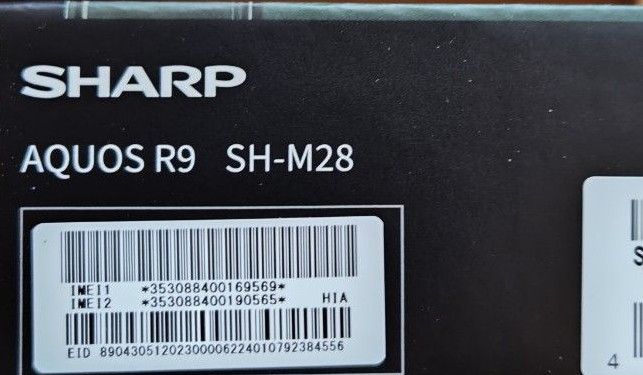 SHARP
AQUOS R9 SH-M28
IMEI1 *353088400169569*
IMEI2 *353088400190565* HIA
EID 89043051202300006224010792384556
S
4